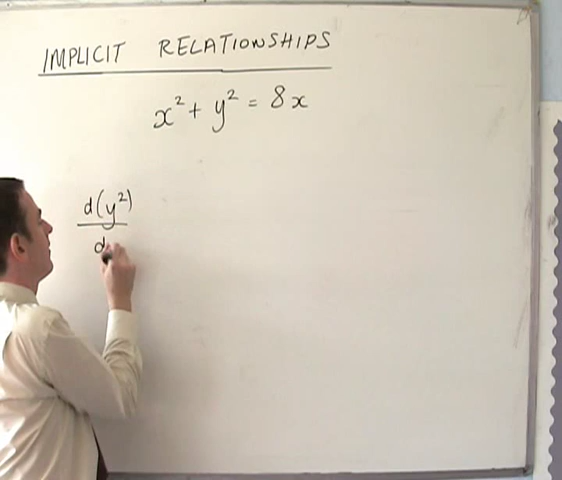 IMPLICIT RELATIONSHIPS
x² + y² = 8x
d(y²)
d